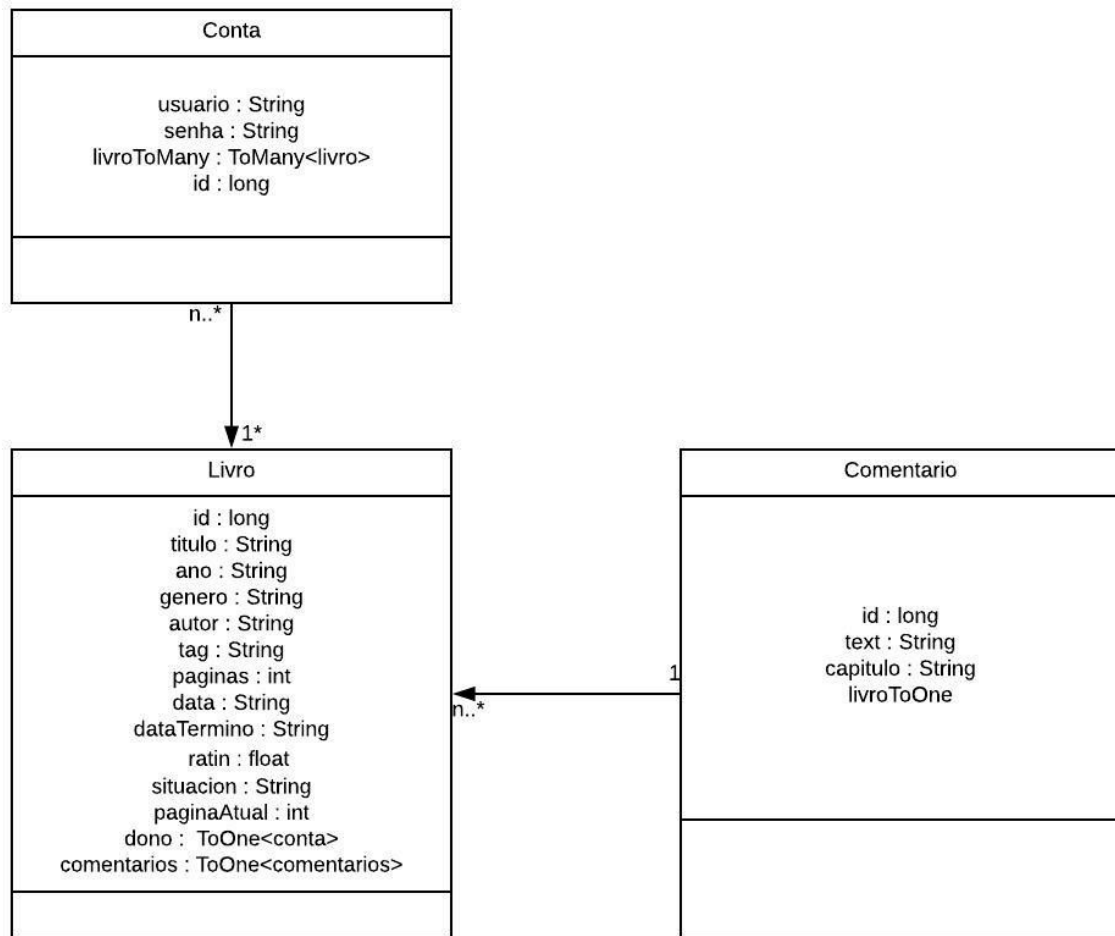 Conta
usuario : String
senha : String
livroToMany : ToMany<livro>
id : long
n..*
1*
Livro
id : long
titulo : String
ano : String
genero : String
autor : String
tag : String
paginas : int
data : String
dataTermino : String
ratin : float
situacion : String
paginaAtual : int
dono :  ToOne<conta>
comentarios : ToOne<comentarios>
n..*
1
Comentario
id : long
text : String
capitulo : String
livroToOne